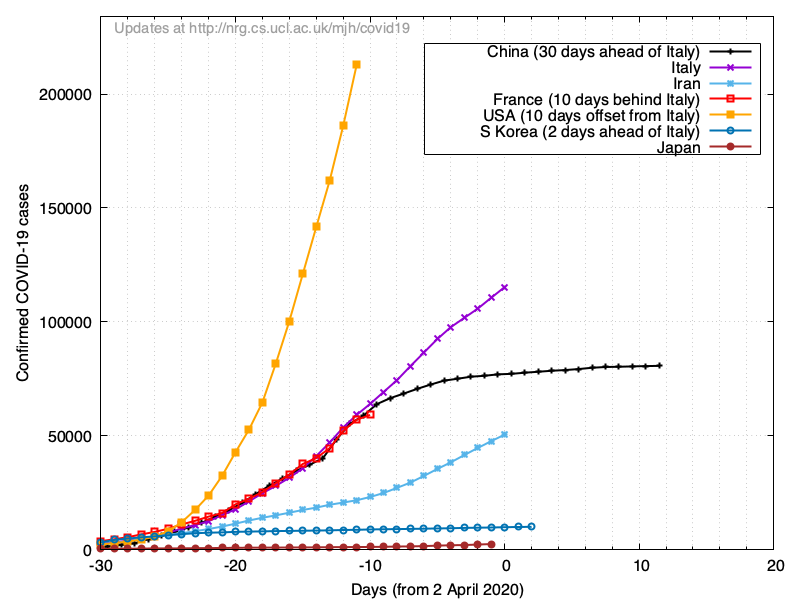 Updates at http://nrg.cs.ucl.ac.uk/mjh/covid19
China (30 days ahead of Italy)
Italy
Iran
France (10 days behind Italy)
USA (10 days offset from Italy)
S Korea (2 days ahead of Italy)
Japan
Confirmed COVID-19 cases
200000
150000
100000
50000
0
-30
-20
-10
0
10
20
Days (from 2 April 2020)